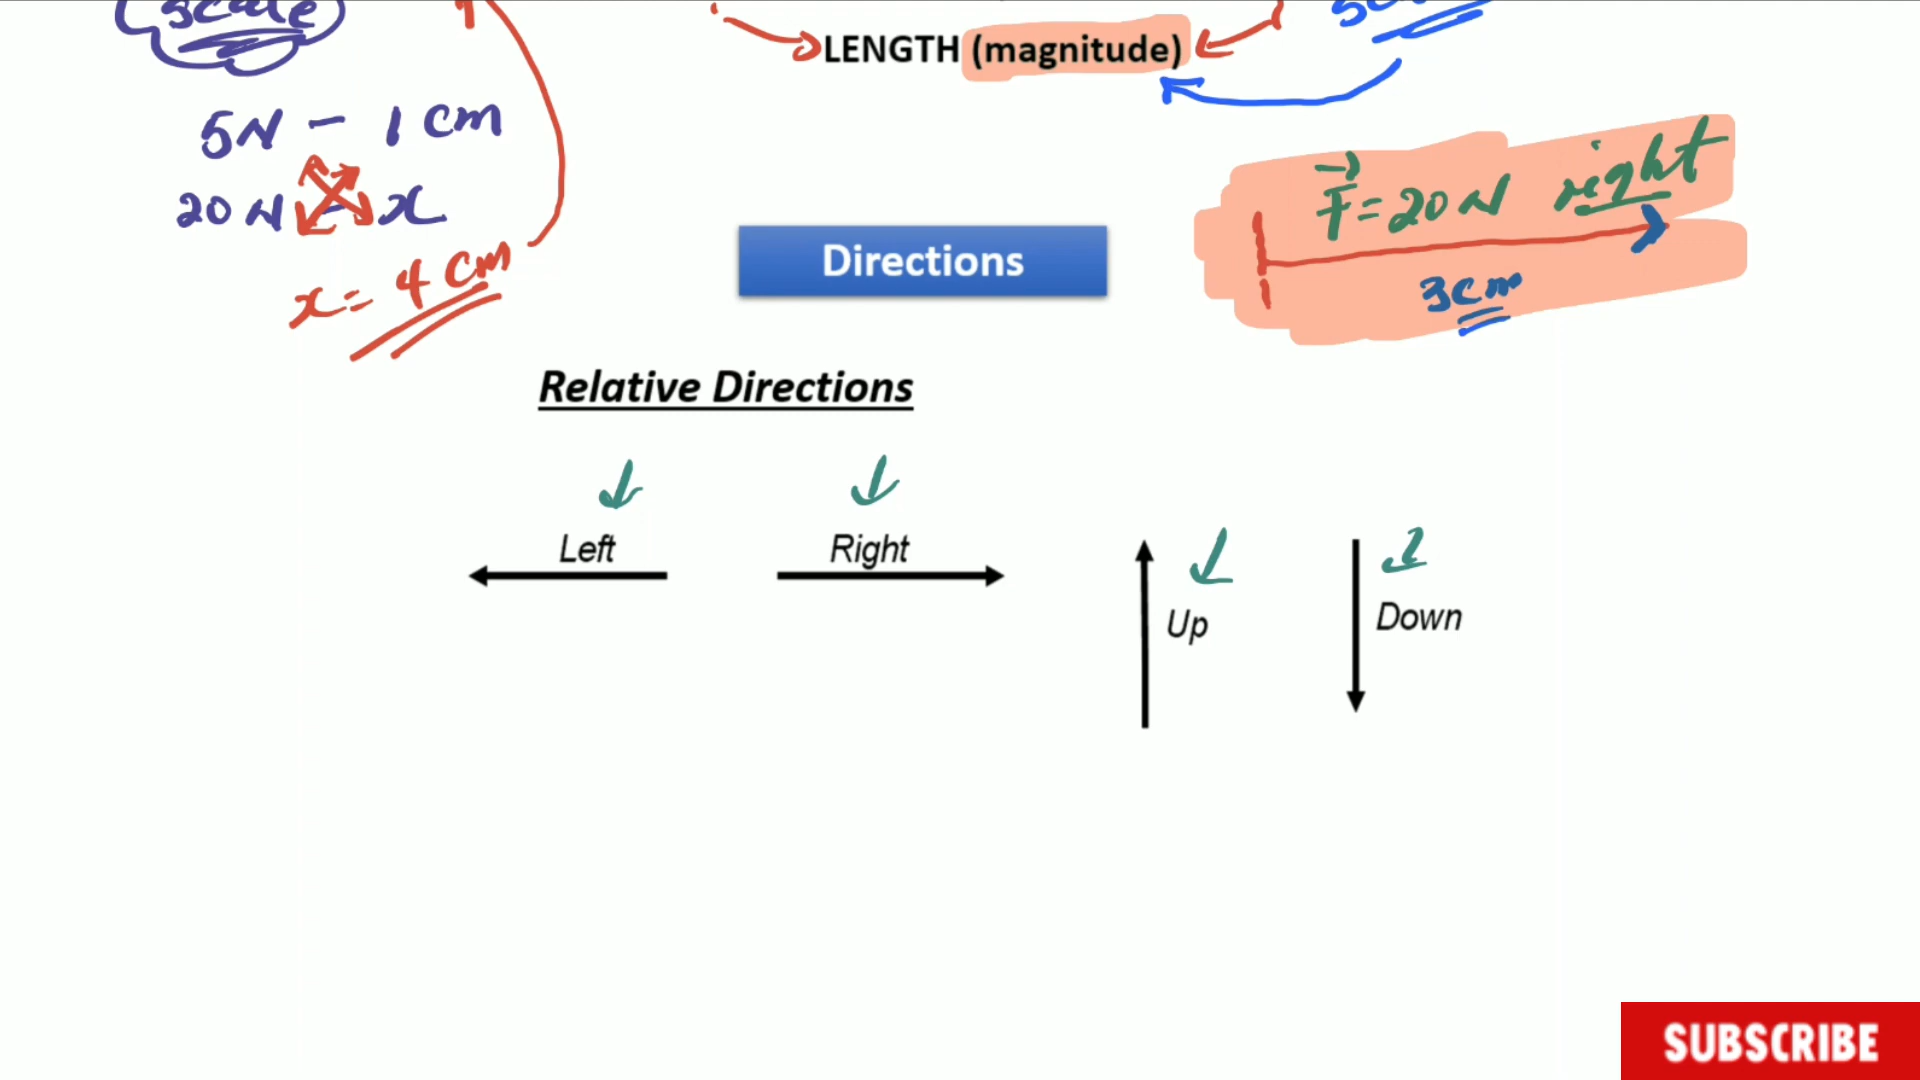 scale
LENGTH (magnitude)
5N - 1 cm
20 N - x
x = 4 cm
F = 20 N right
3cm
Directions
Relative Directions
Left
Right
Up
Down
SUBSCRIBE